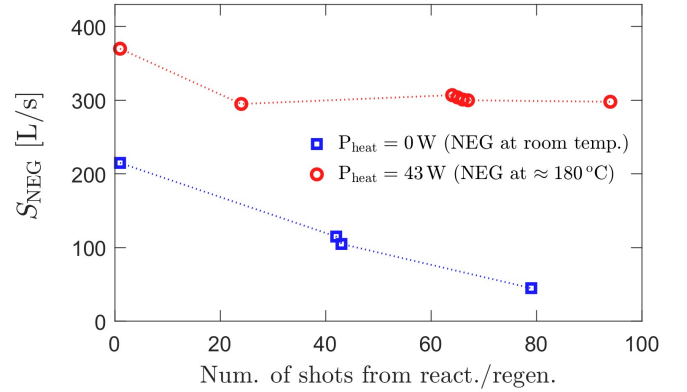 400
300
200
100
0
S_NEG [L/s]
P_heat = 0 W (NEG at room temp.)
P_heat = 43 W (NEG at ≈ 180 °C)
0 20 40 60 80 100
Num. of shots from react./regen.